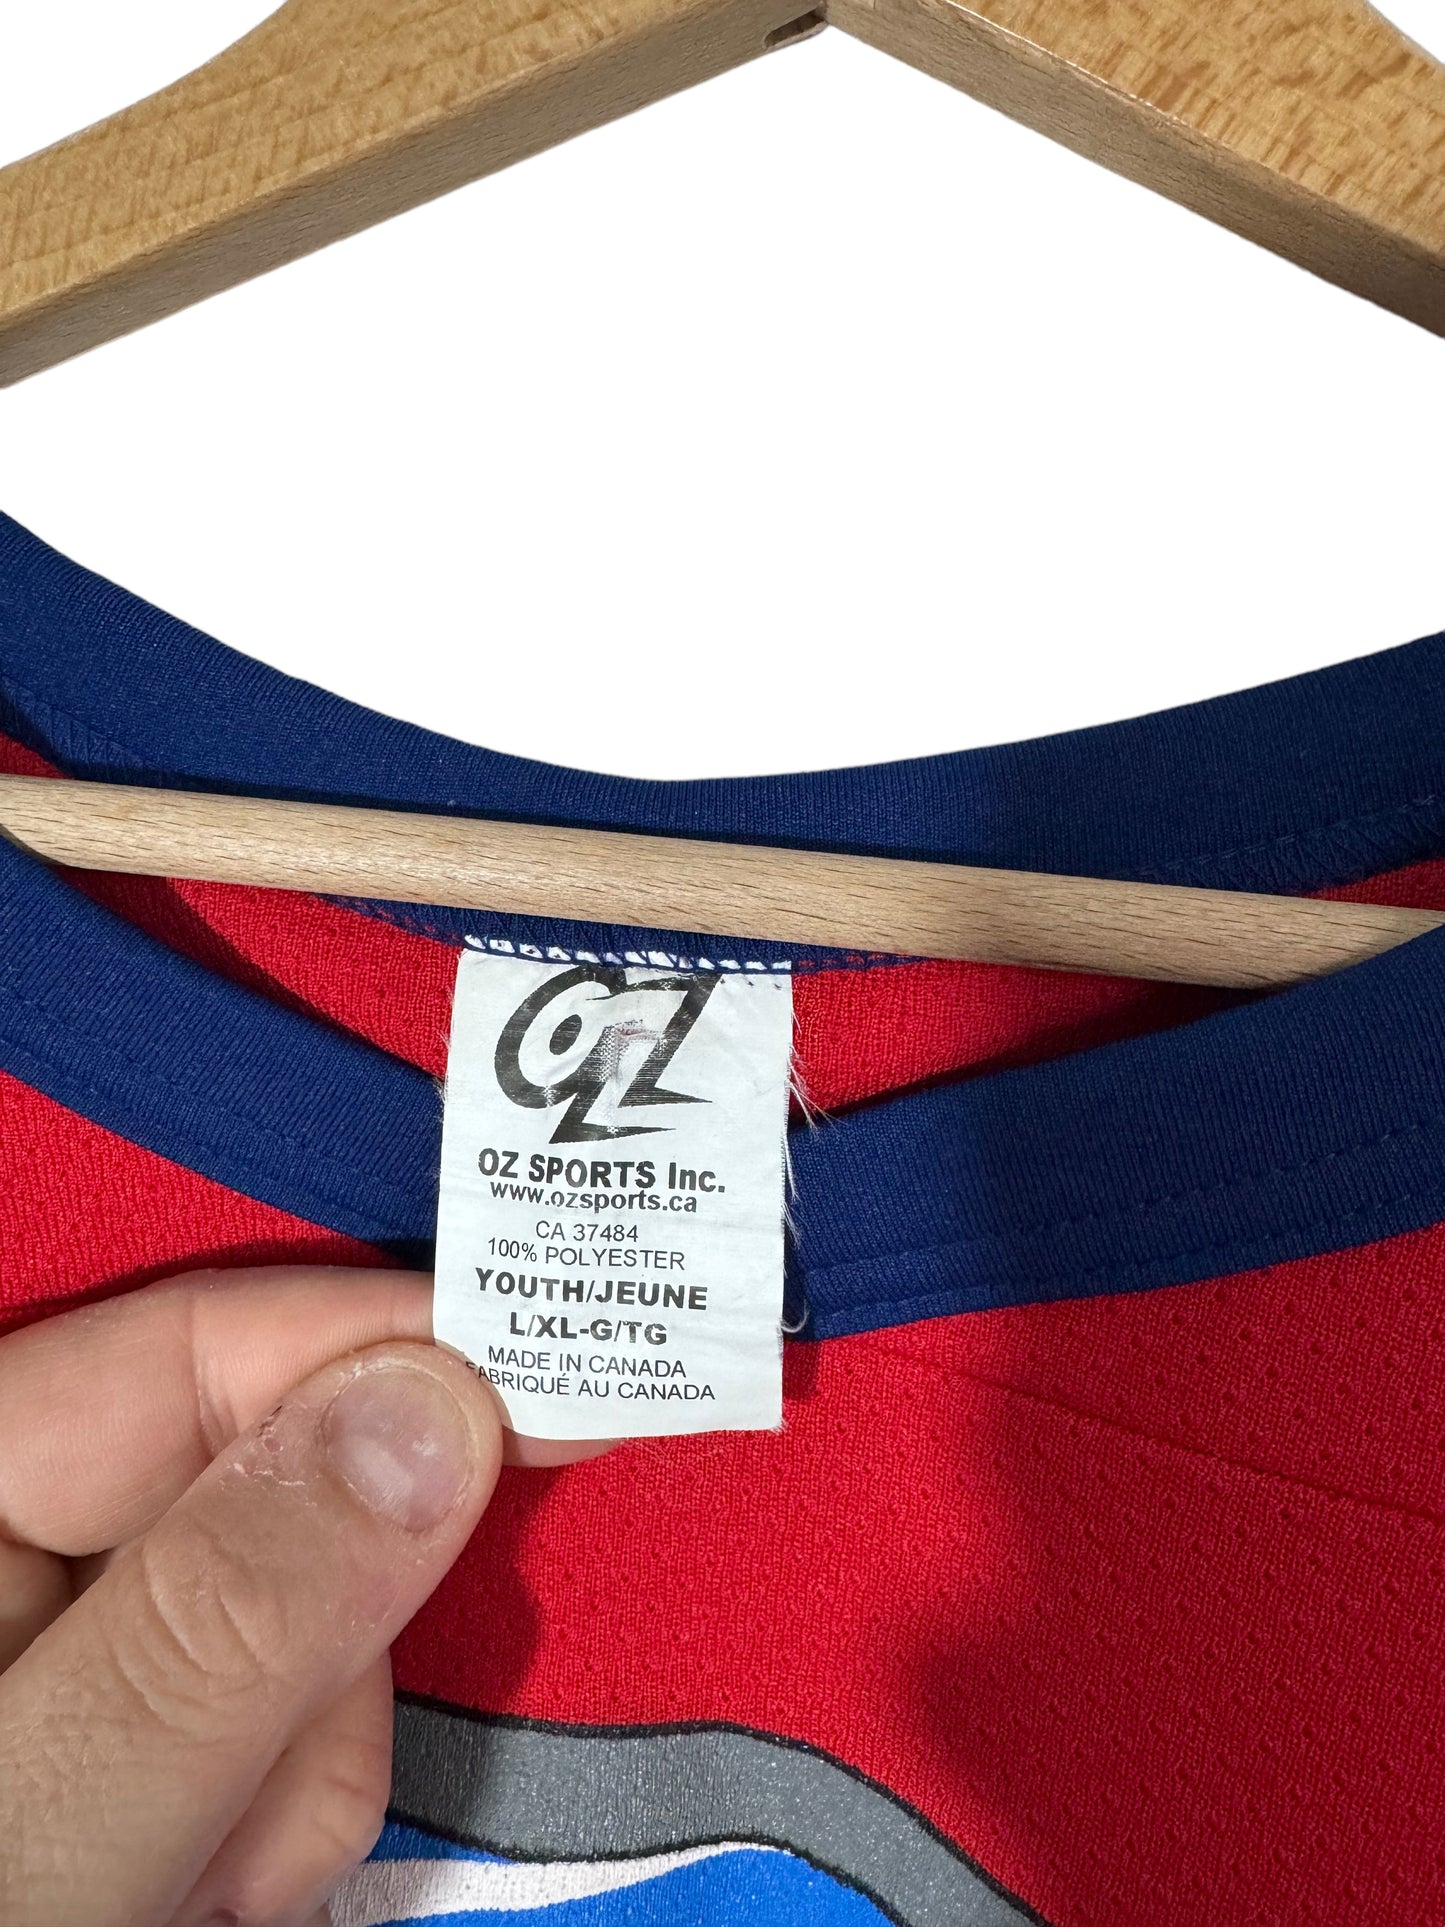 OZ
OZ SPORTS Inc.
www.ozsports.ca
CA 37484
100% POLYESTER
YOUTH/JEUNE
L/XL-G/TG
MADE IN CANADA
FABRIQUÉ AU CANADA